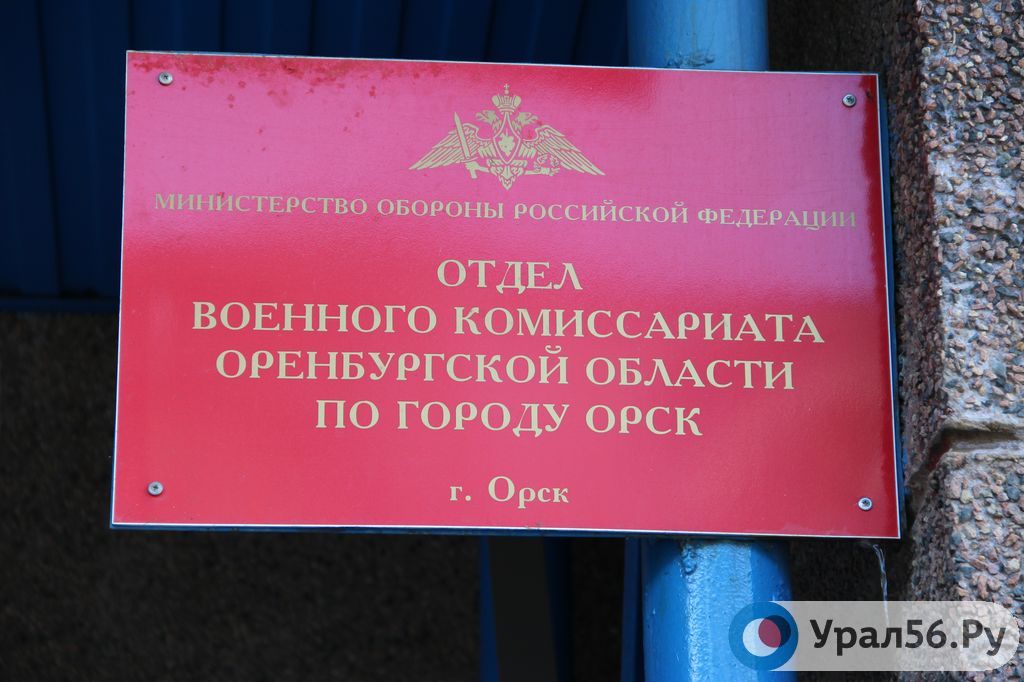 МИНИСТЕРСТВО ОБОРОНЫ РОССИЙСКОЙ ФЕДЕРАЦИИ
ОТДЕЛ
ВОЕННОГО КОМИССАРИАТА
ОРЕНБУРГСКОЙ ОБЛАСТИ
ПО ГОРОДУ ОРСК
г. Орск
Урал56.Ру